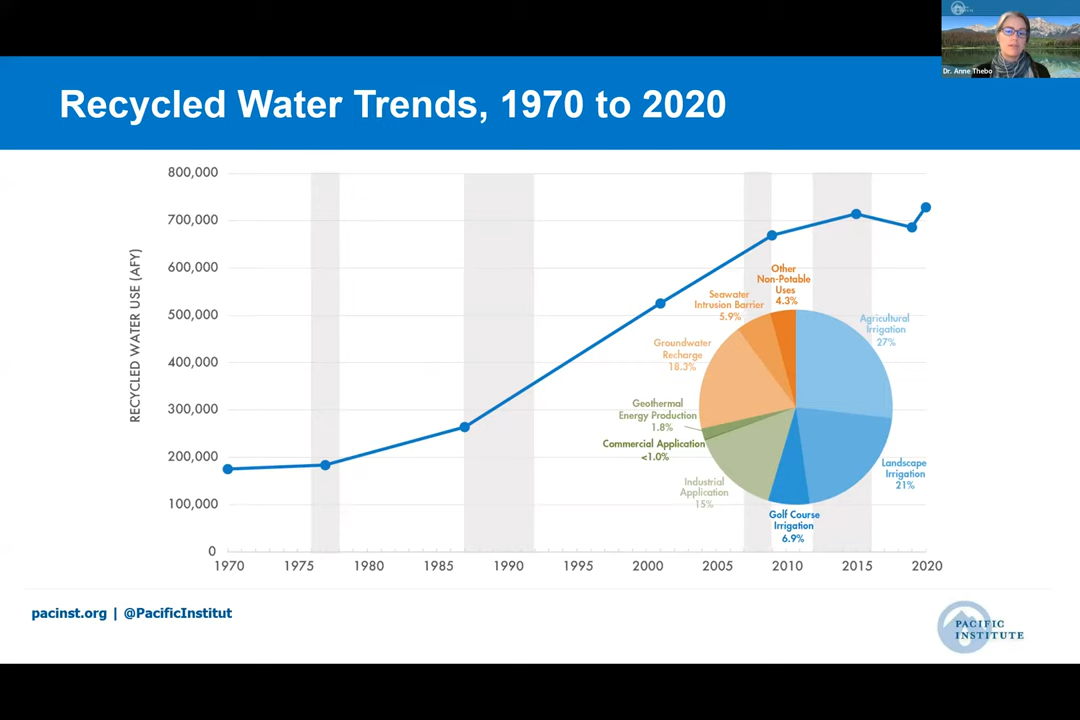 Dr. Anne Thebo
Recycled Water Trends, 1970 to 2020
RECYCLED WATER USE (AFY)
800,000
700,000
600,000
500,000
400,000
300,000
200,000
100,000
0
1970
1975
1980
1985
1990
1995
2000
2005
2010
2015
2020
Other
Non-Potable
Uses
4.3%
Seawater
Intrusion Barrier
5.9%
Agricultural
Irrigation
27%
Groundwater
Recharge
18.3%
Geothermal
Energy Production
1.8%
Commercial Application
<1.0%
Landscape
Irrigation
21%
Industrial
Application
15%
Golf Course
Irrigation
6.9%
pacinst.org | @PacificInstitut
PACIFIC
INSTITUTE